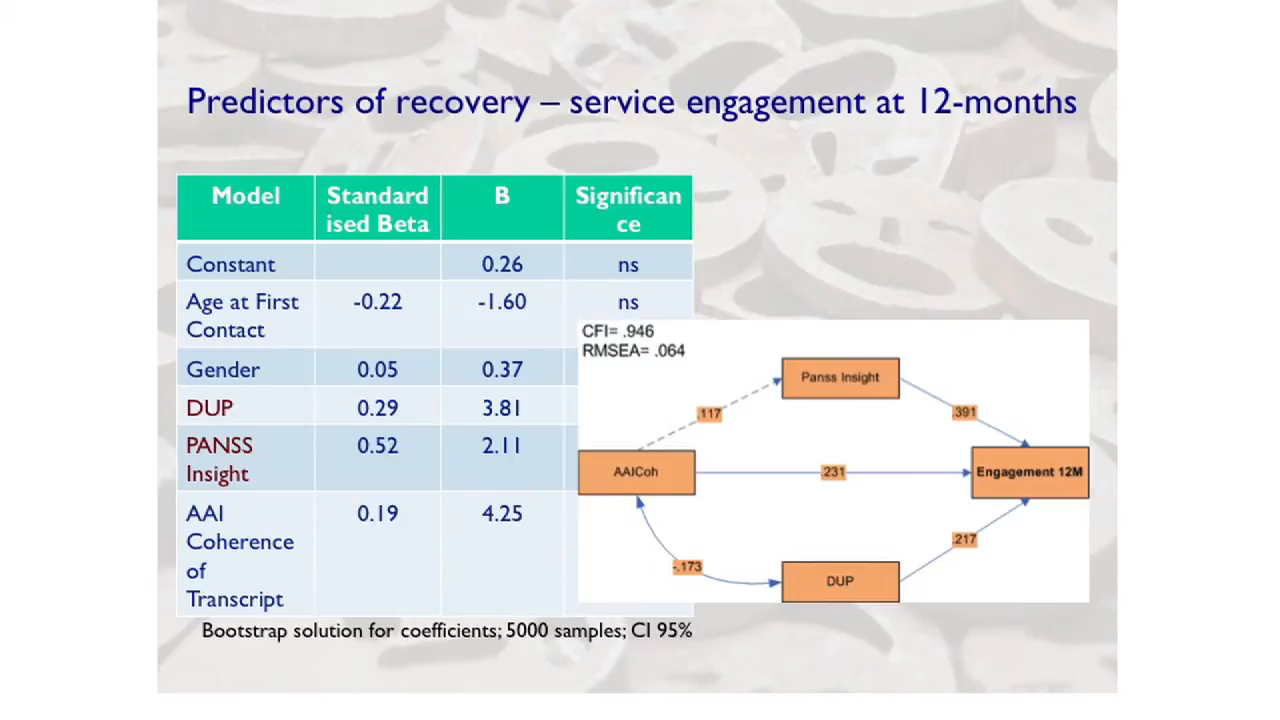 Predictors of recovery – service engagement at 12-months
Model
Standard
ised Beta
B
Significan
ce
Constant
0.26
ns
Age at First
Contact
-0.22
-1.60
ns
Gender
0.05
0.37
DUP
0.29
3.81
PANSS
Insight
0.52
2.11
AAI
Coherence
of
Transcript
0.19
4.25
CFI= .946
RMSEA= .064
Panss Insight
.117
.391
AAICoh
.231
Engagement 12M
.217
-.173
DUP
Bootstrap solution for coefficients; 5000 samples; CI 95%